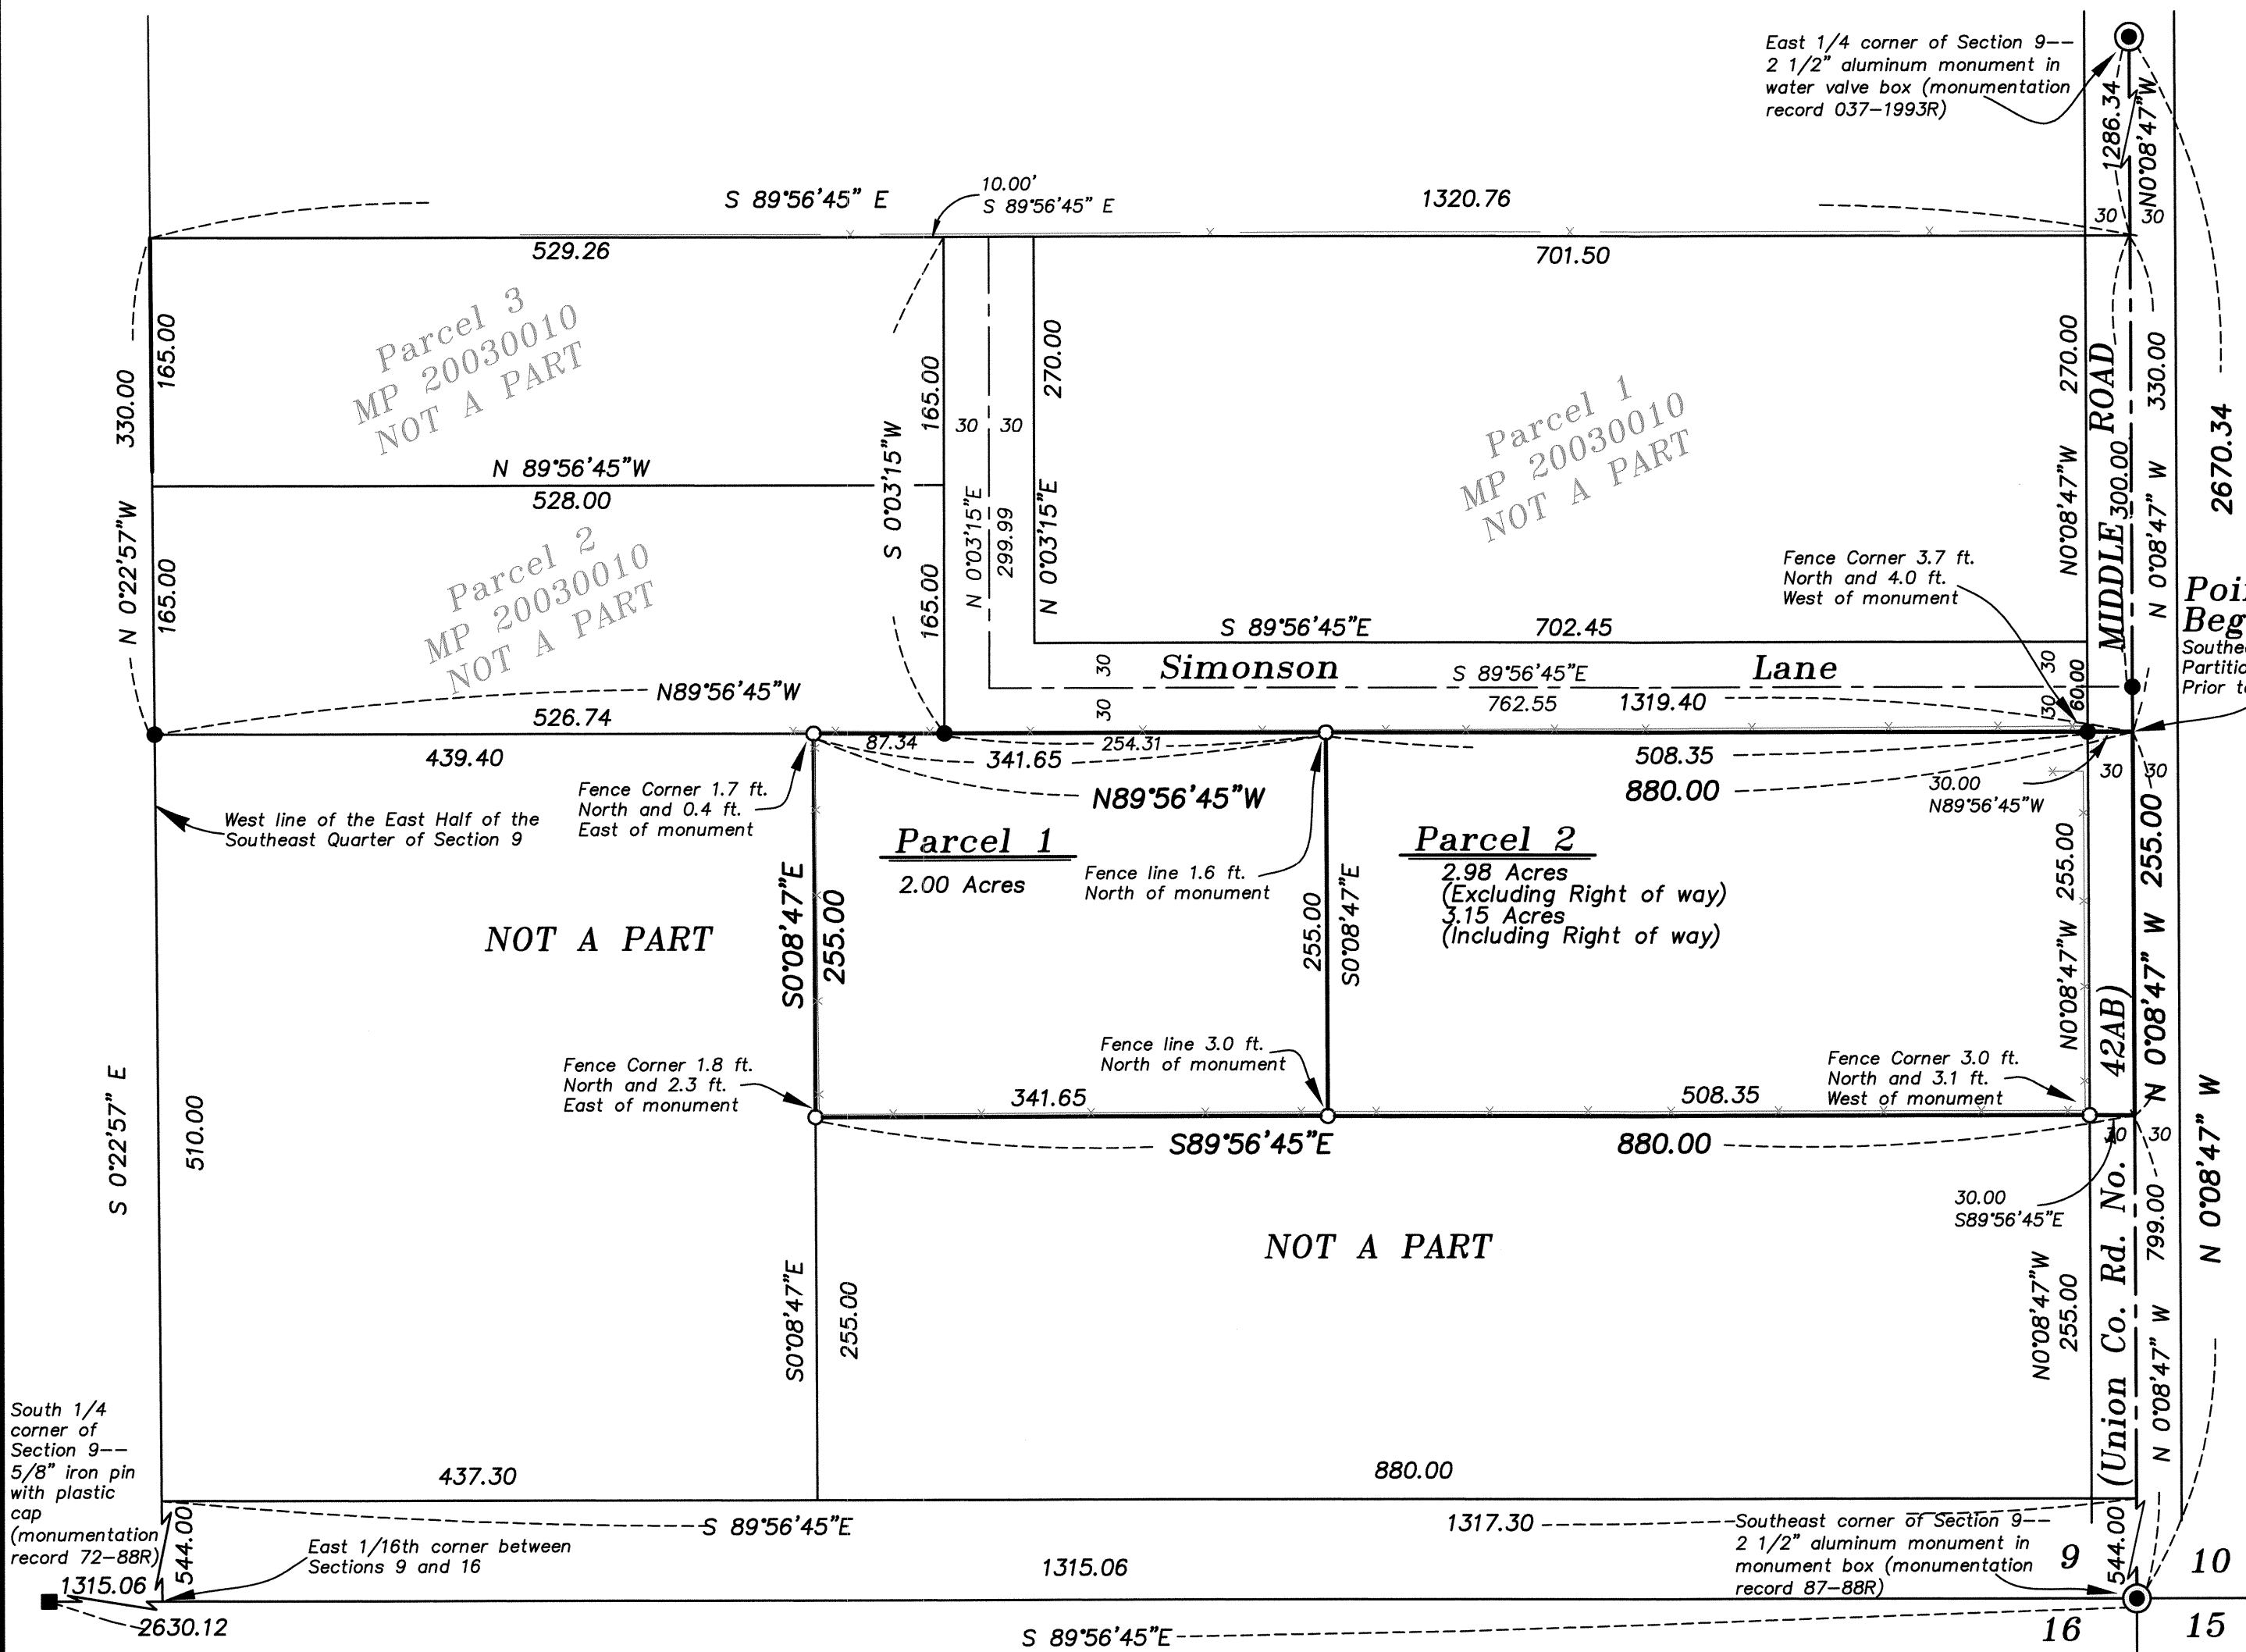 East 1/4 corner of Section 9––
2 1/2" aluminum monument in
water valve box (monumentation
record 037–1993R)
1286.34
N0°08'47"W
30
30
10.00'
S 89°56'45" E
S 89°56'45" E
1320.76
529.26
701.50
Parcel 3
MP 20030010
NOT A PART
330.00
165.00
N 0°22'57"W
N 89°56'45"W
528.00
Parcel 2
MP 20030010
NOT A PART
165.00
165.00
S 0°03'15"W
165.00
30
30
N 0°03'15"E
299.99
270.00
N 0°03'15"E
Parcel 1
MP 20030010
NOT A PART
270.00
N0°08'47"W
MIDDLE ROAD
300.00
330.00
N 0°08'47" W
2670.34
Fence Corner 3.7 ft.
North and 4.0 ft.
West of monument
S 89°56'45"E
702.45
30
Simonson Lane
S 89°56'45"E
762.55
30
30
30
60.00
1319.40
N89°56'45"W
526.74
439.40
87.34
254.31
341.65
N89°56'45"W
508.35
880.00
30.00
N89°56'45"W
30
30
Fence Corner 1.7 ft.
North and 0.4 ft.
East of monument
West line of the East Half of the
Southeast Quarter of Section 9
Parcel 1
2.00 Acres
Fence line 1.6 ft.
North of monument
Parcel 2
2.98 Acres
(Excluding Right of way)
3.15 Acres
(Including Right of way)
NOT A PART
S0°08'47"E
255.00
255.00
S0°08'47"E
255.00
N0°08'47"W
N 0°08'47" W 255.00
Fence Corner 1.8 ft.
North and 2.3 ft.
East of monument
Fence line 3.0 ft.
North of monument
Fence Corner 3.0 ft.
North and 3.1 ft.
West of monument
341.65
508.35
S89°56'45"E
880.00
30
30
30.00
S89°56'45"E
S 0°22'57" E
510.00
NOT A PART
S0°08'47"E
255.00
N0°08'47"W
255.00
(Union Co. Rd. No. 42AB)
799.00
N 0°08'47" W
N 0°08'47" W
South 1/4
corner of
Section 9––
5/8" iron pin
with plastic
cap
(monumentation
record 72–88R)
437.30
880.00
S 89°56'45"E
1317.30
544.00
East 1/16th corner between
Sections 9 and 16
1315.06
1315.06
2630.12
S 89°56'45"E
Southeast corner of Section 9––
2 1/2" aluminum monument in
monument box (monumentation
record 87–88R)
544.00
9
10
16
15